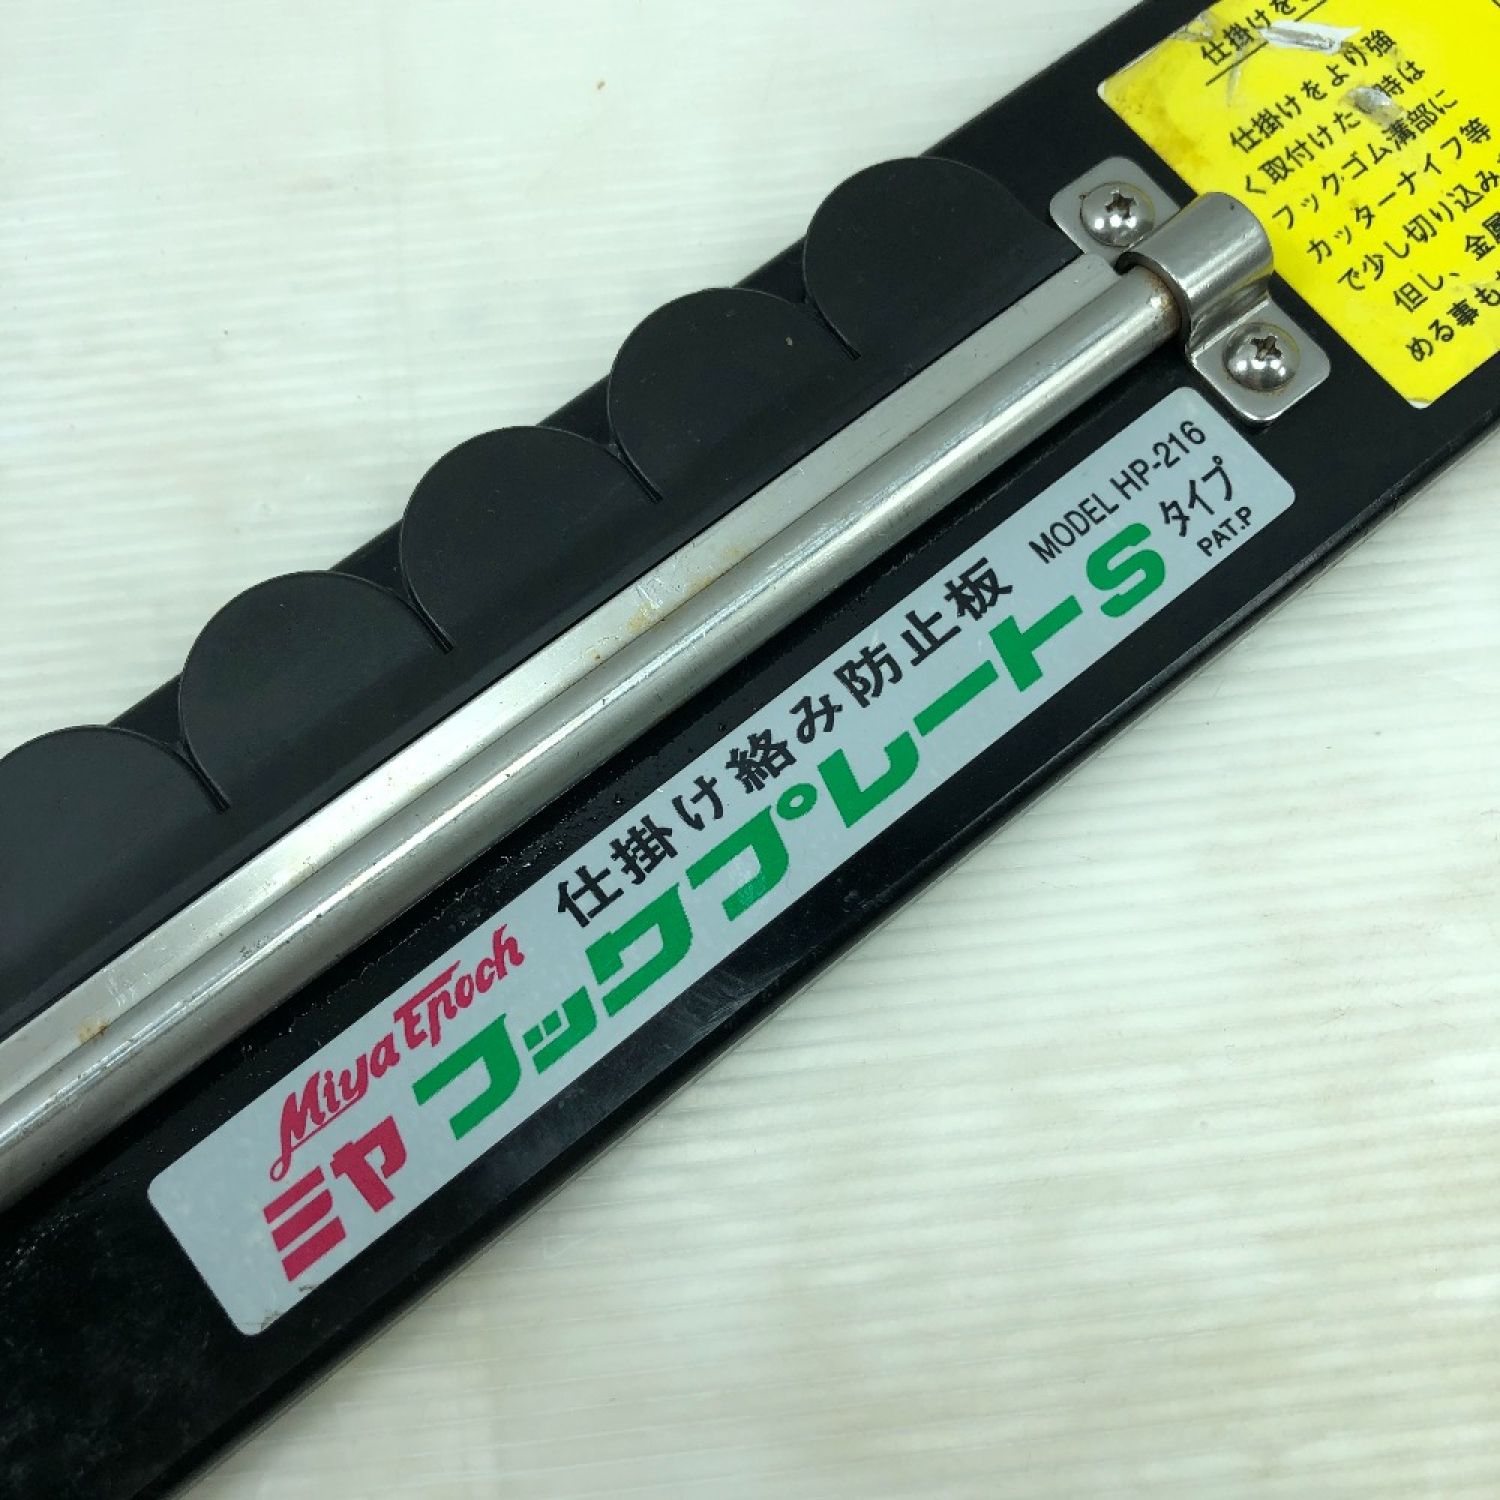 仕掛けを
仕掛けをより強
く取付けたい時は
フック.ゴム溝部に
カッターナイフ等
で少し切り込み
但し、金属
める事も
Miya Epoch
仕掛け絡み防止板
MODEL HP-216
ミヤ フックプレートS タイプ
PAT.P